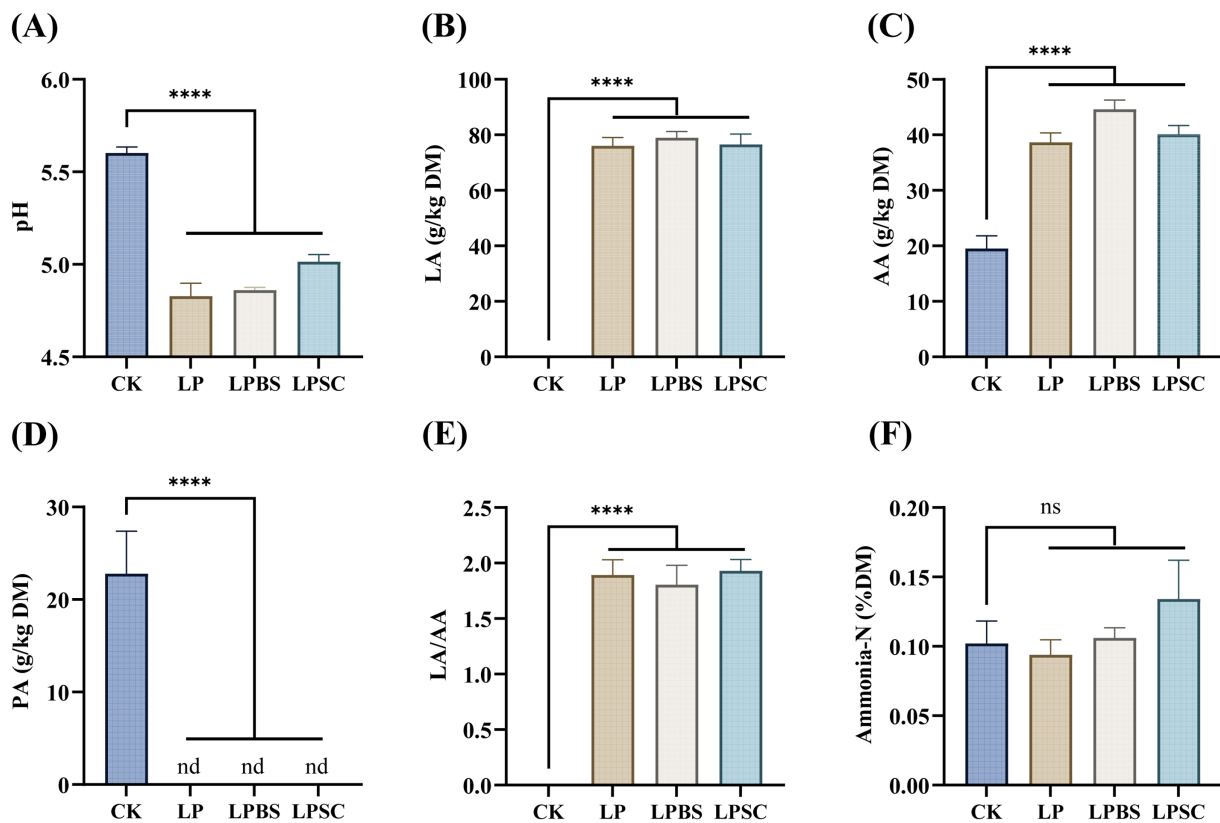 (A)
pH
6.0
5.5
5.0
4.5
****
CK LP LPBS LPSC
(B)
LA (g/kg DM)
100
80
60
40
20
0
****
CK LP LPBS LPSC
(C)
AA (g/kg DM)
50
40
30
20
10
0
****
CK LP LPBS LPSC
(D)
PA (g/kg DM)
30
20
10
0
****
nd nd nd
CK LP LPBS LPSC
(E)
LA/AA
2.5
2.0
1.5
1.0
0.5
0.0
****
CK LP LPBS LPSC
(F)
Ammonia-N (%DM)
0.20
0.15
0.10
0.05
0.00
ns
CK LP LPBS LPSC